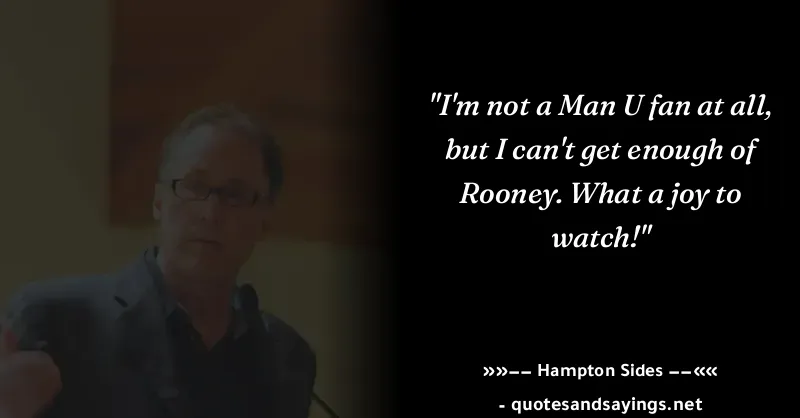 "I'm not a Man U fan at all,
but I can't get enough of
Rooney. What a joy to
watch!"
»»−− Hampton Sides −−««
- quotesandsayings.net